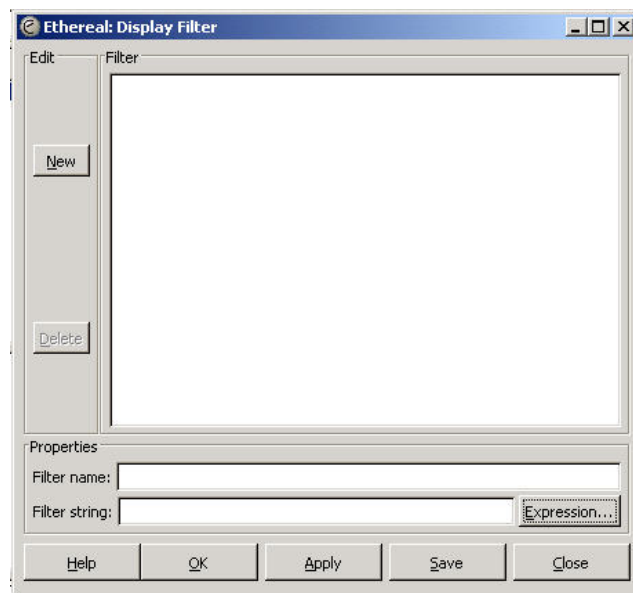 Ethereal: Display Filter
Edit Filter
New
Delete
Properties
Filter name:
Filter string: Expression...
Help OK Apply Save Close